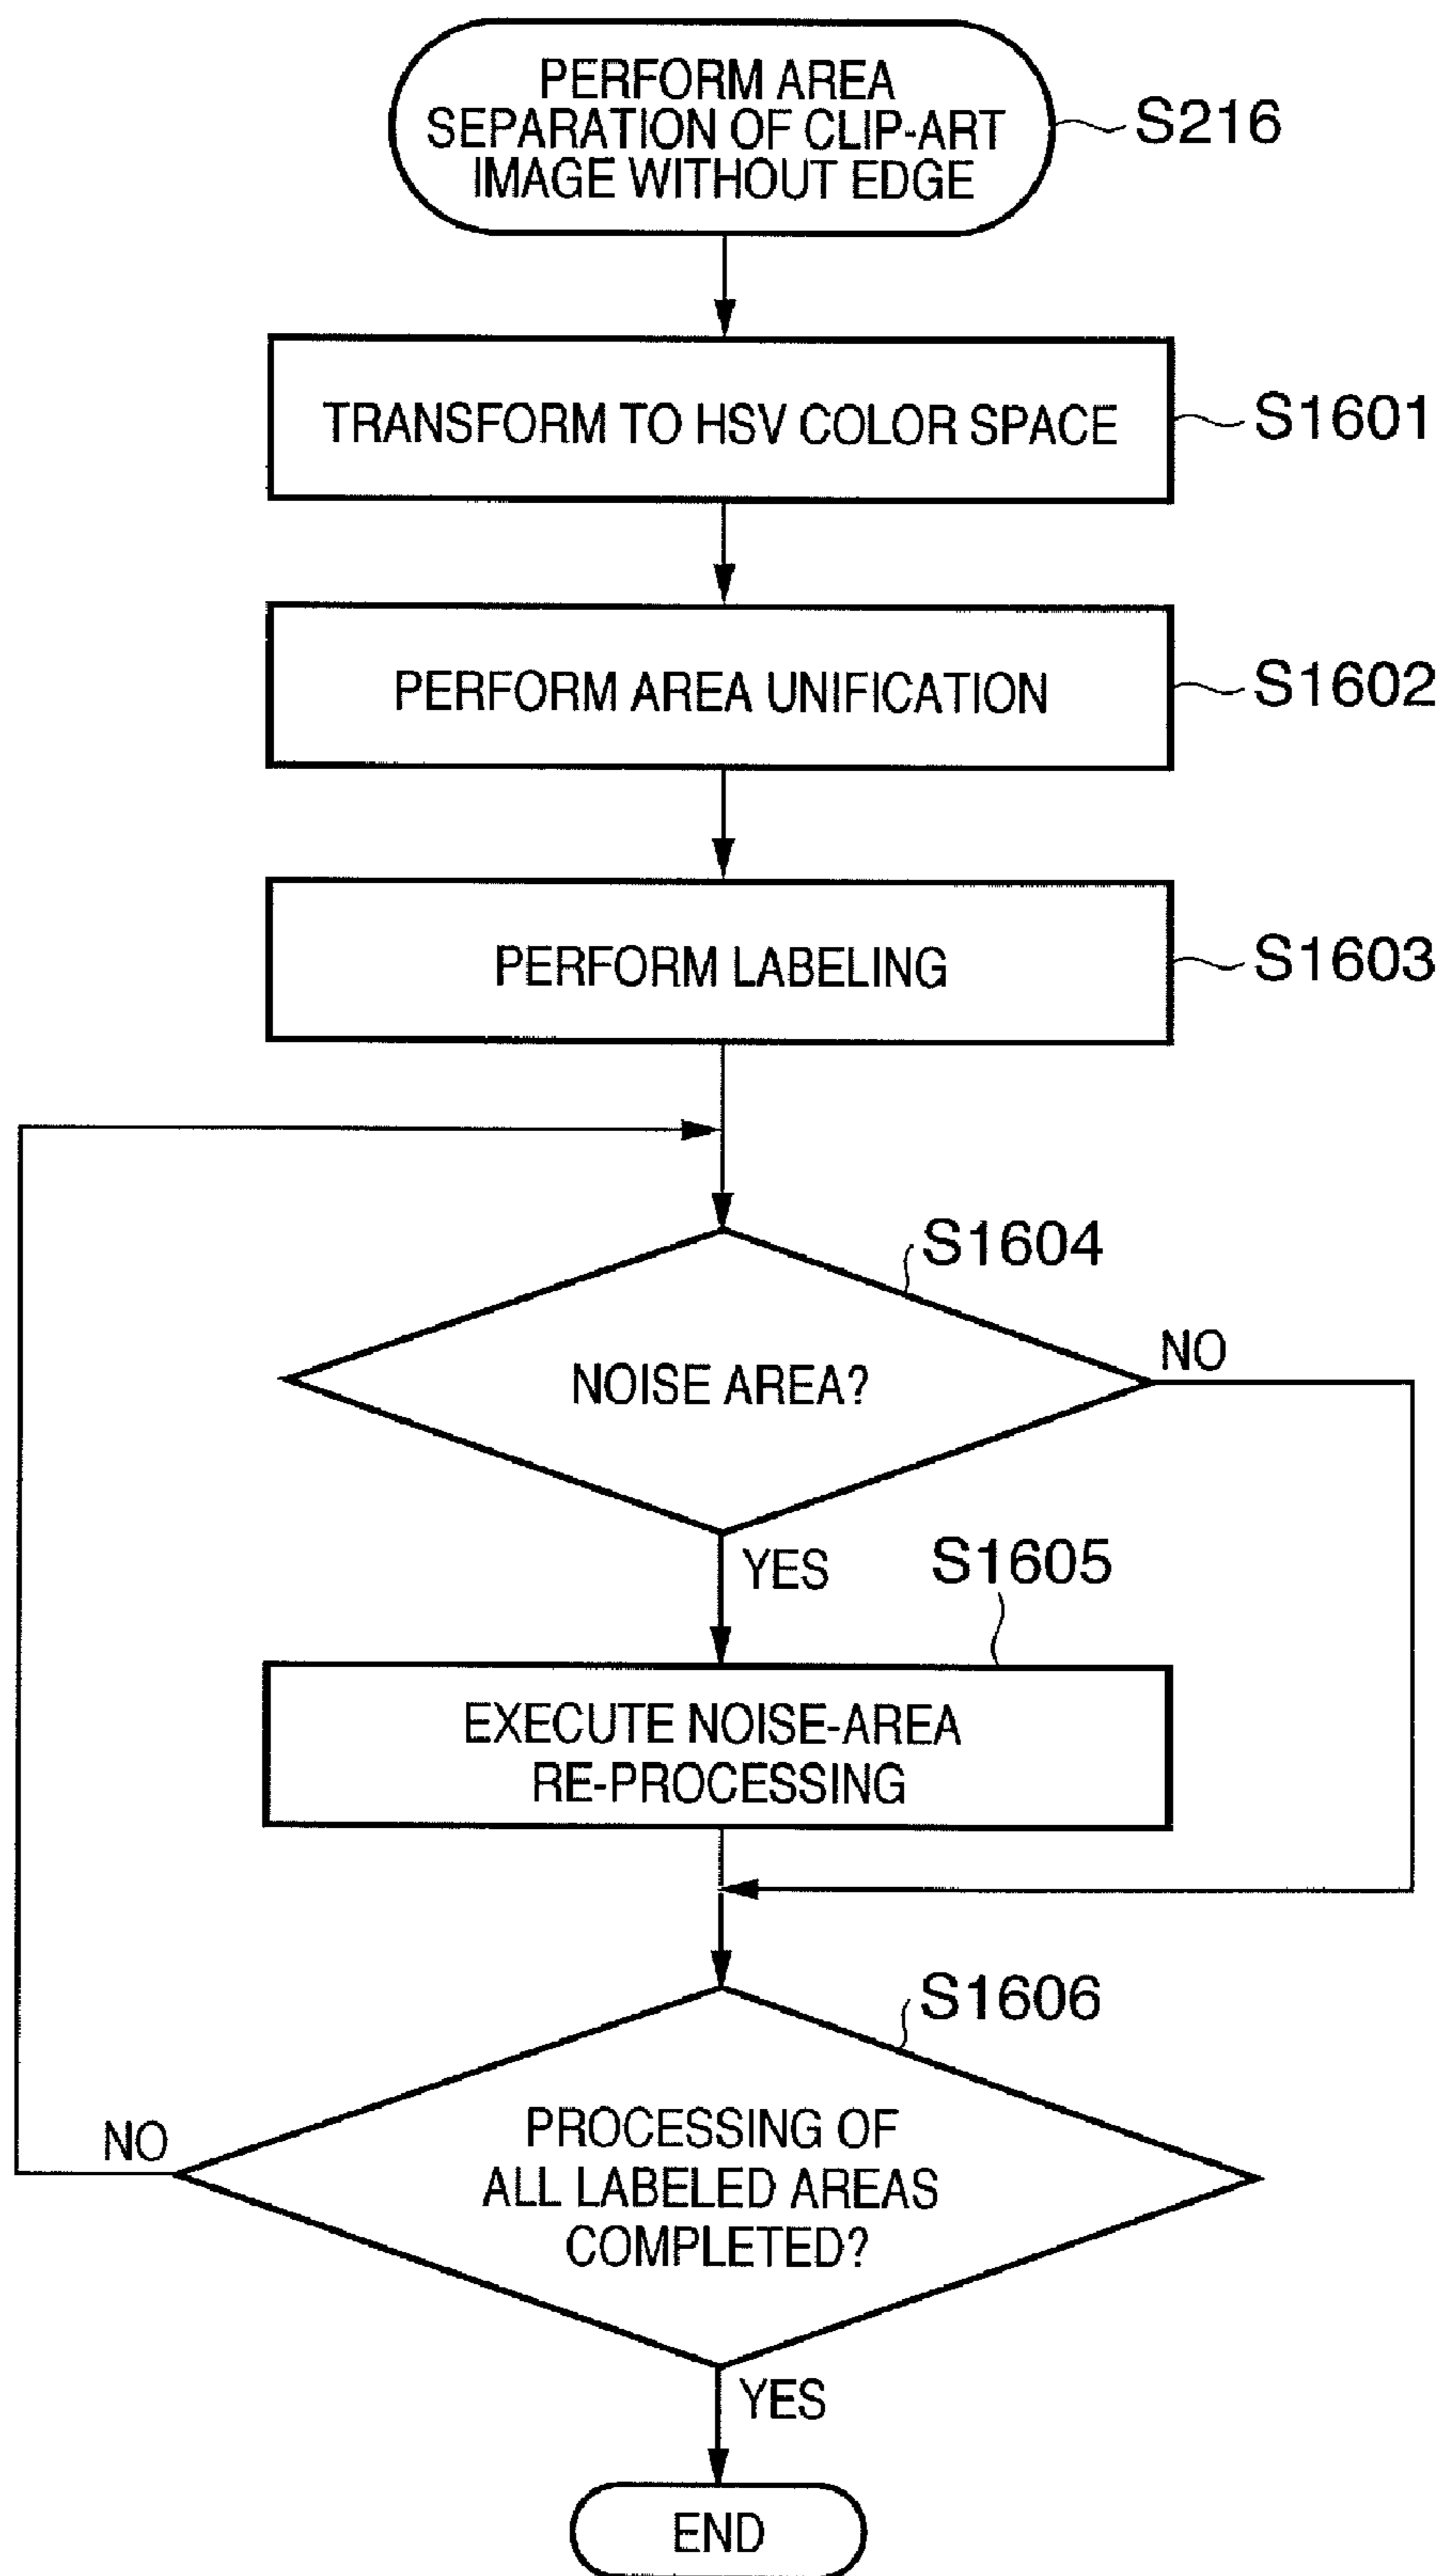 PERFORM AREA
SEPARATION OF CLIP-ART
IMAGE WITHOUT EDGE
S216
TRANSFORM TO HSV COLOR SPACE
S1601
PERFORM AREA UNIFICATION
S1602
PERFORM LABELING
S1603
S1604
NOISE AREA?
NO
YES
S1605
EXECUTE NOISE-AREA
RE-PROCESSING
S1606
PROCESSING OF
ALL LABELED AREAS
COMPLETED?
NO
YES
END